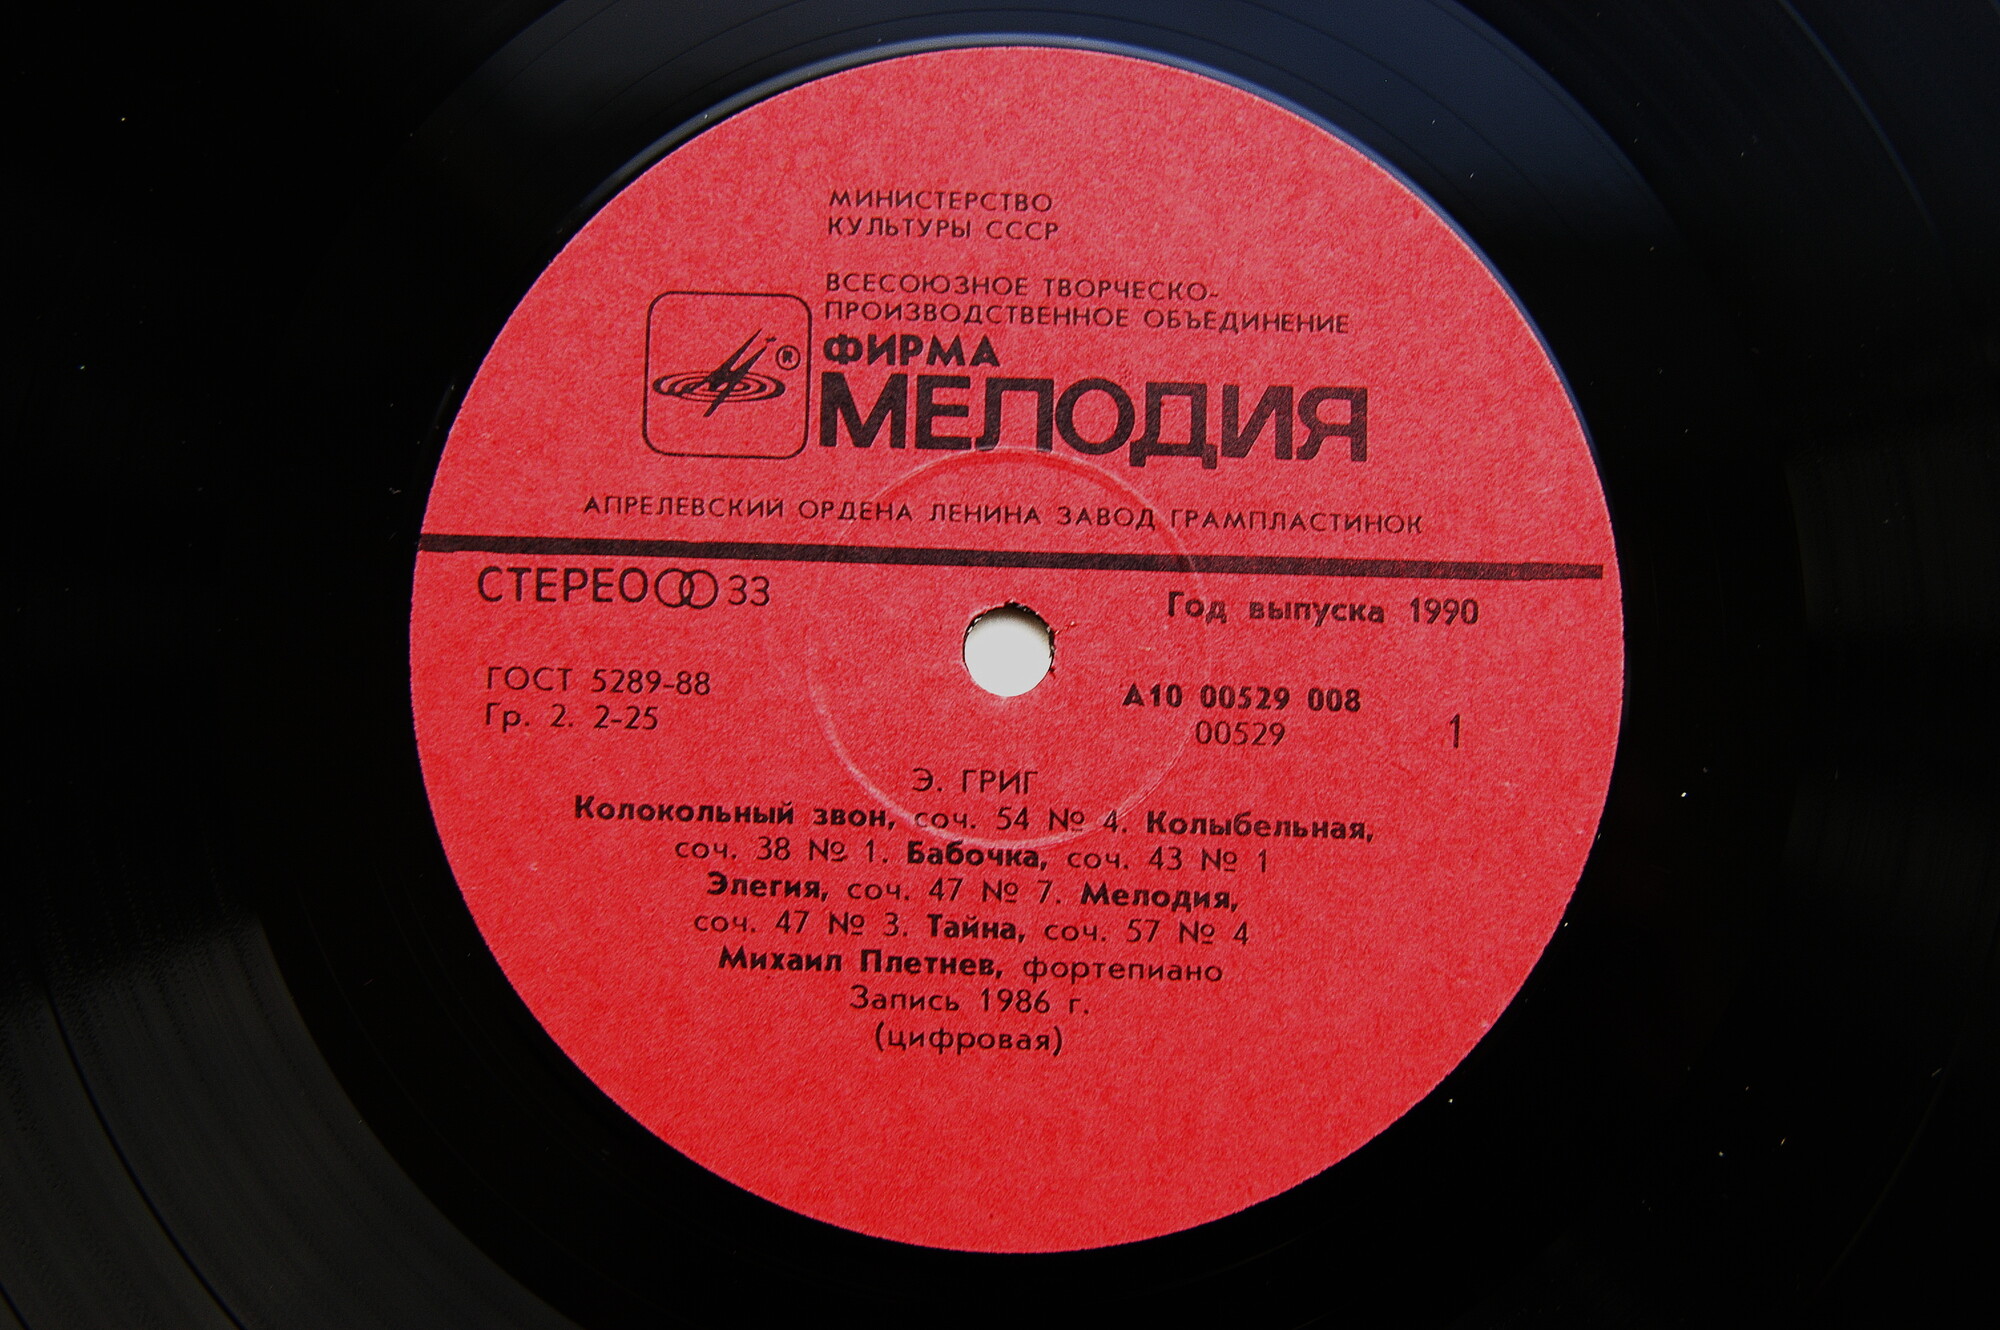 МИНИСТЕРСТВО
КУЛЬТУРЫ СССР
ВСЕСОЮЗНОЕ ТВОРЧЕСКО-
ПРОИЗВОДСТВЕННОЕ ОБЪЕДИНЕНИЕ
®
ФИРМА
МЕЛОДИЯ
АПРЕЛЕВСКИЙ ОРДЕНА ЛЕНИНА ЗАВОД ГРАМПЛАСТИНОК
СТЕРЕО 33
Год выпуска 1990
ГОСТ 5289-88
Гр. 2. 2-25
А10 00529 008
00529
1
Э. ГРИГ
Колокольный звон, соч. 54 № 4. Колыбельная,
соч. 38 № 1. Бабочка, соч. 43 № 1
Элегия, соч. 47 № 7. Мелодия,
соч. 47 № 3. Тайна, соч. 57 № 4
Михаил Плетнев, фортепиано
Запись 1986 г.
(цифровая)